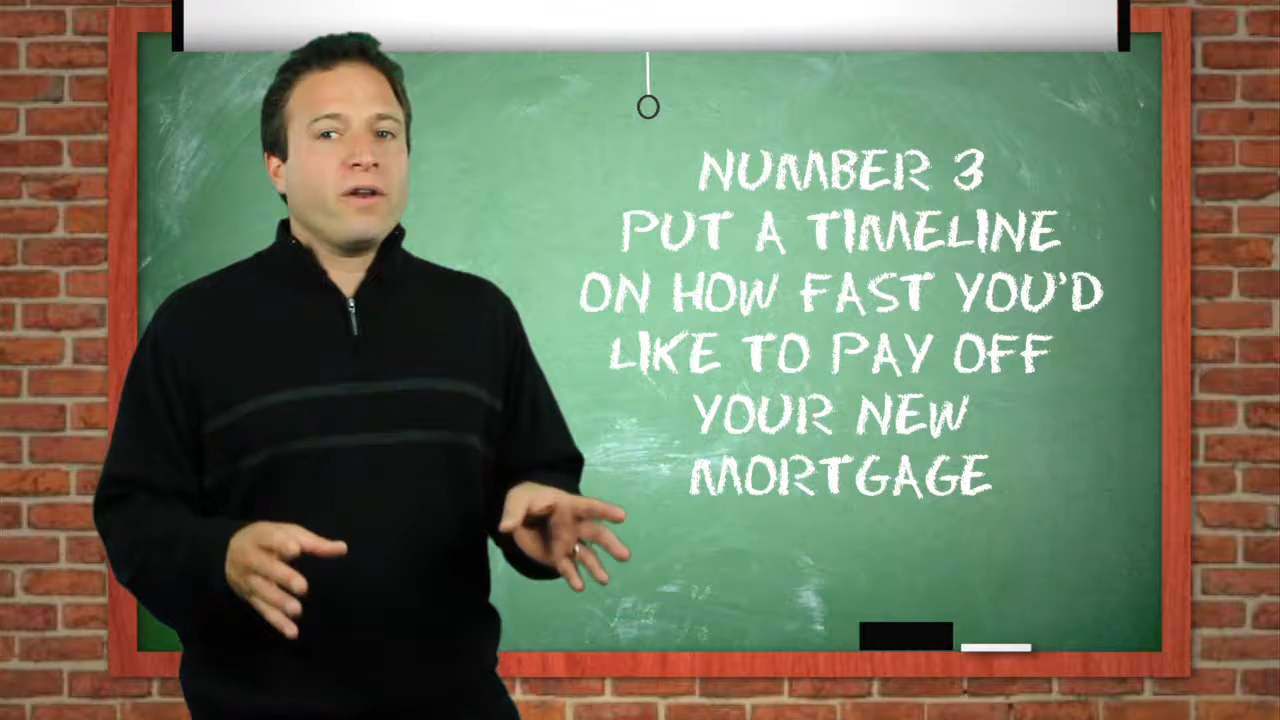 NUMBER 3
PUT A TIMELINE
ON HOW FAST YOU'D
LIKE TO PAY OFF
YOUR NEW
MORTGAGE